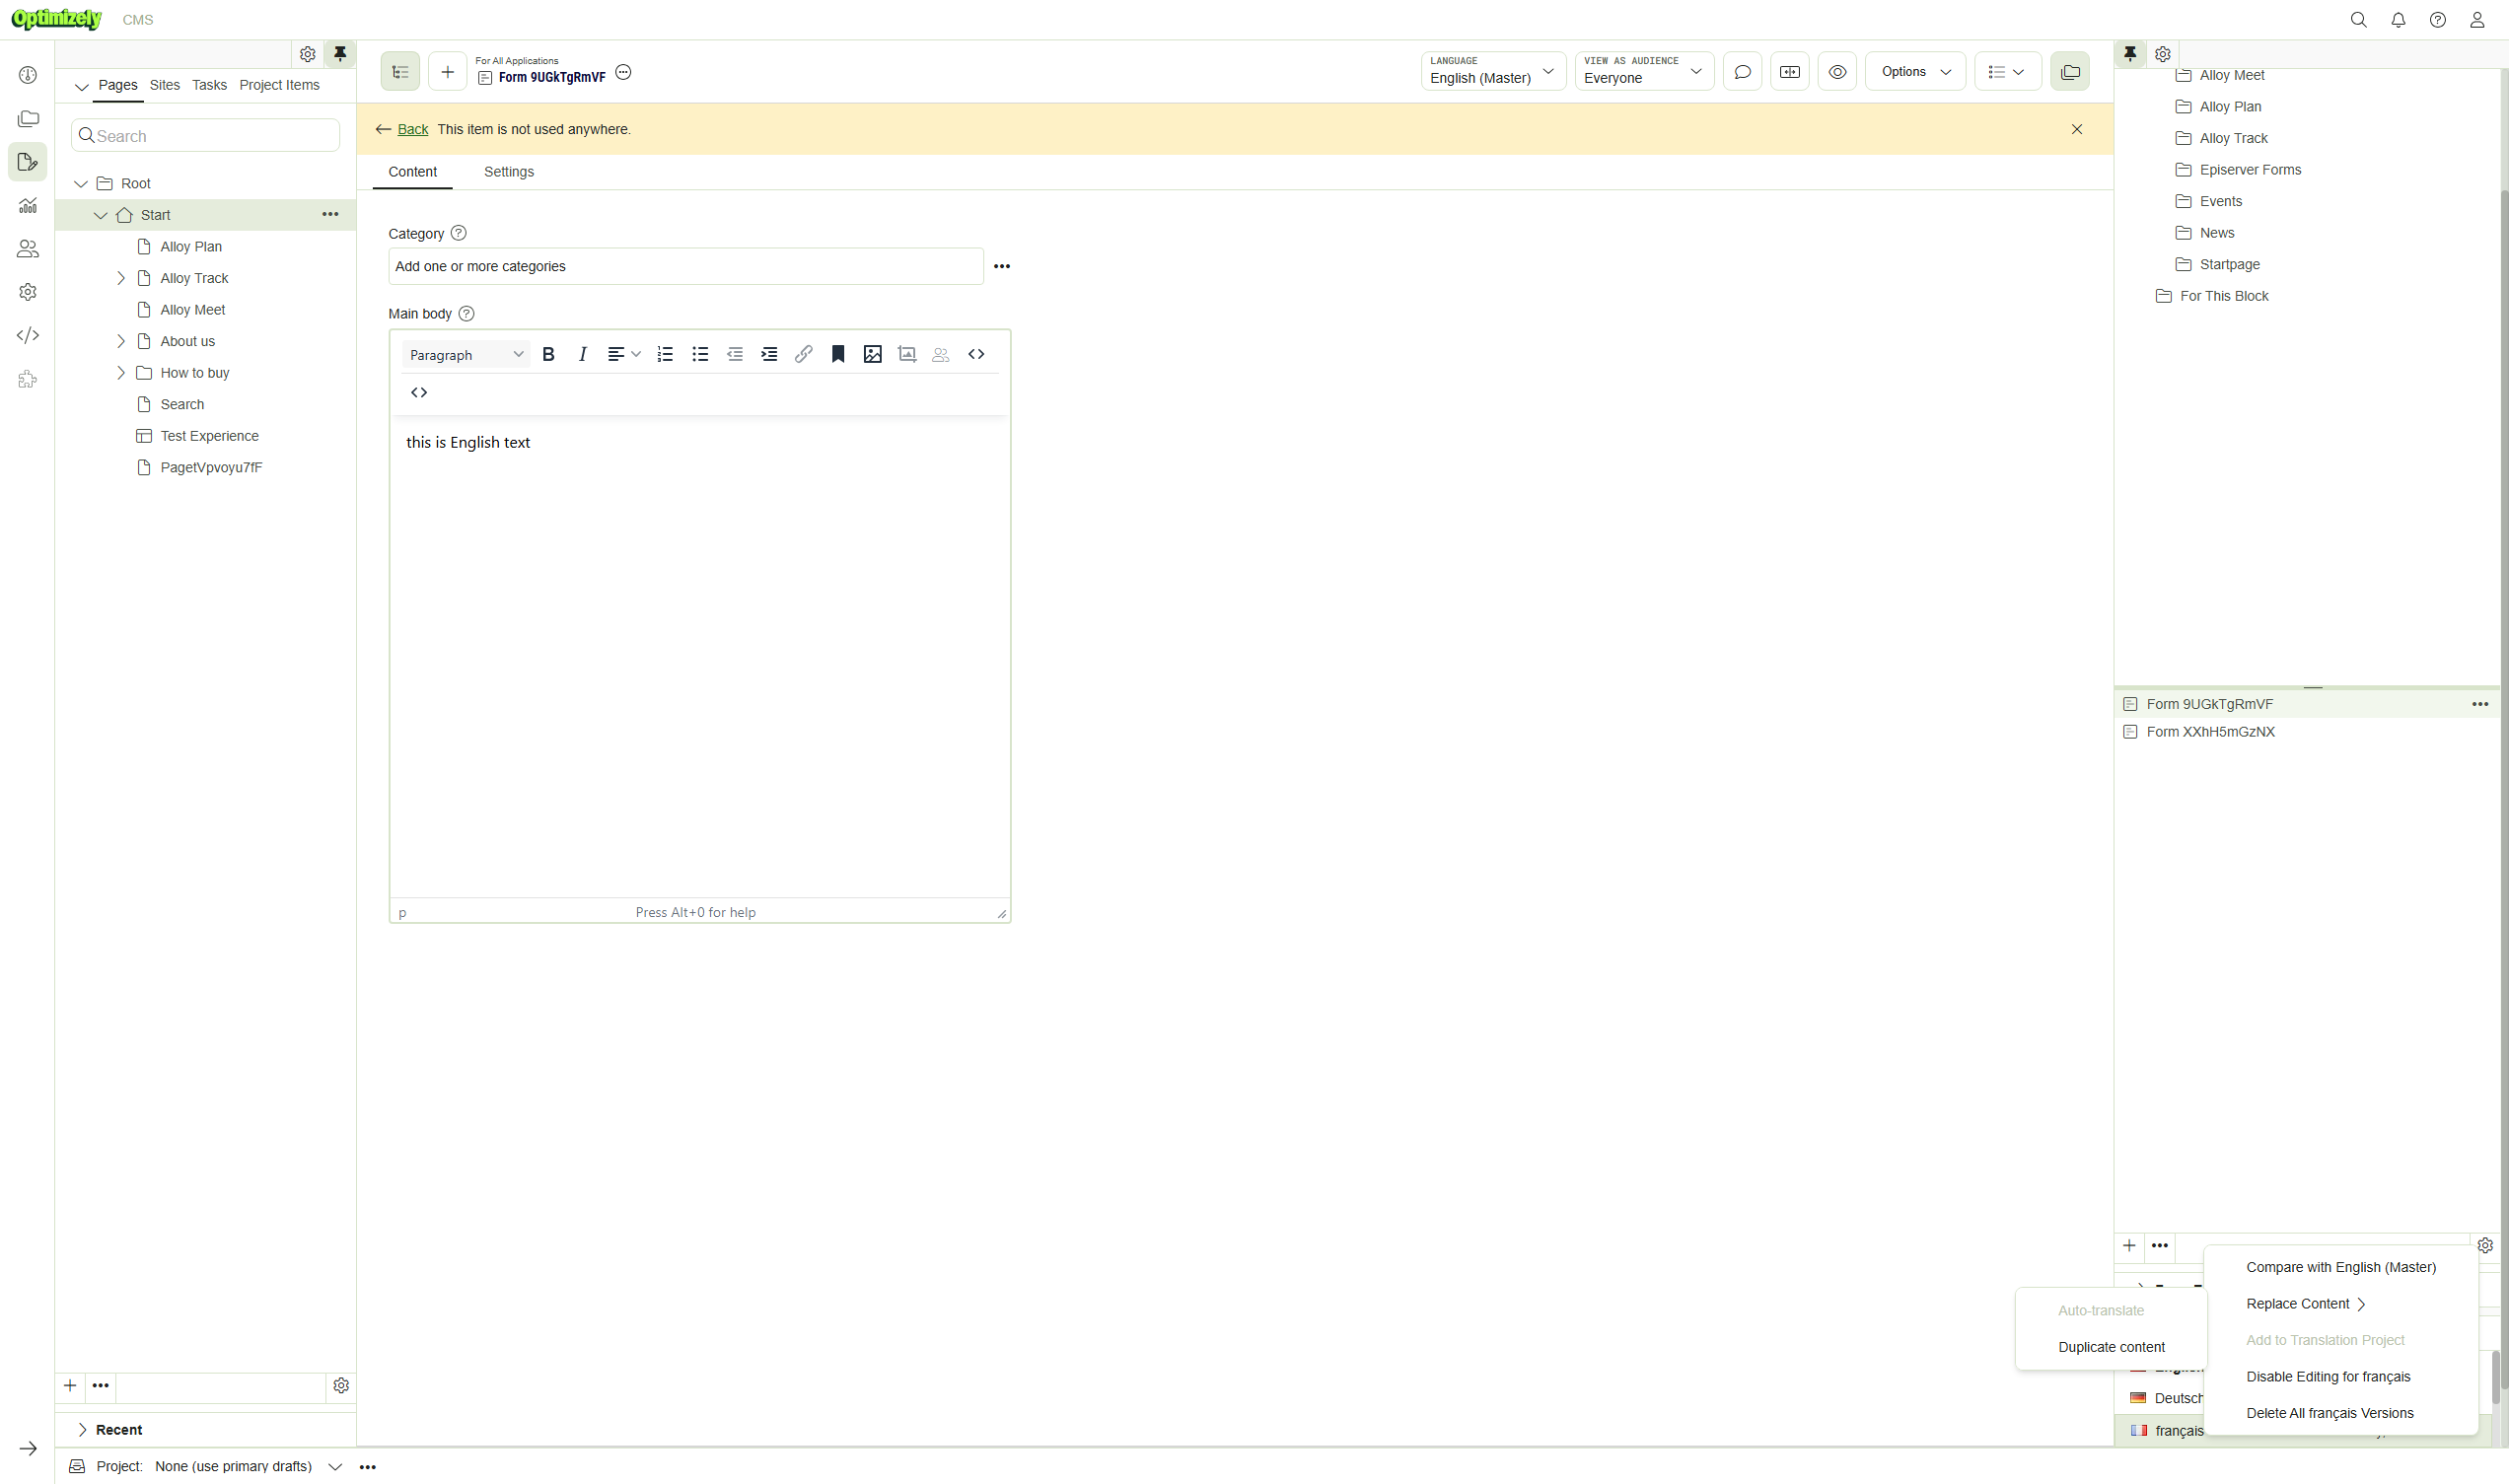 Optimizely CMS
Pages Sites Tasks Project Items
Search
Root
Start
Alloy Plan
Alloy Track
Alloy Meet
About us
How to buy
Search
Test Experience
PagetVpvoyu7fF
Recent
Project: None (use primary drafts)
For All Applications
Form 9UGkTgRmVF
LANGUAGE
English (Master)
VIEW AS AUDIENCE
Everyone
Options
Back This item is not used anywhere.
Content Settings
Category
Add one or more categories
Main body
Paragraph
this is English text
p Press Alt+0 for help
Alloy Meet
Alloy Plan
Alloy Track
Episerver Forms
Events
News
Startpage
For This Block
Form 9UGkTgRmVF
Form XXhH5mGzNX
Compare with English (Master)
Replace Content
Add to Translation Project
Disable Editing for français
Delete All français Versions
Auto-translate
Duplicate content
Deutsch
français